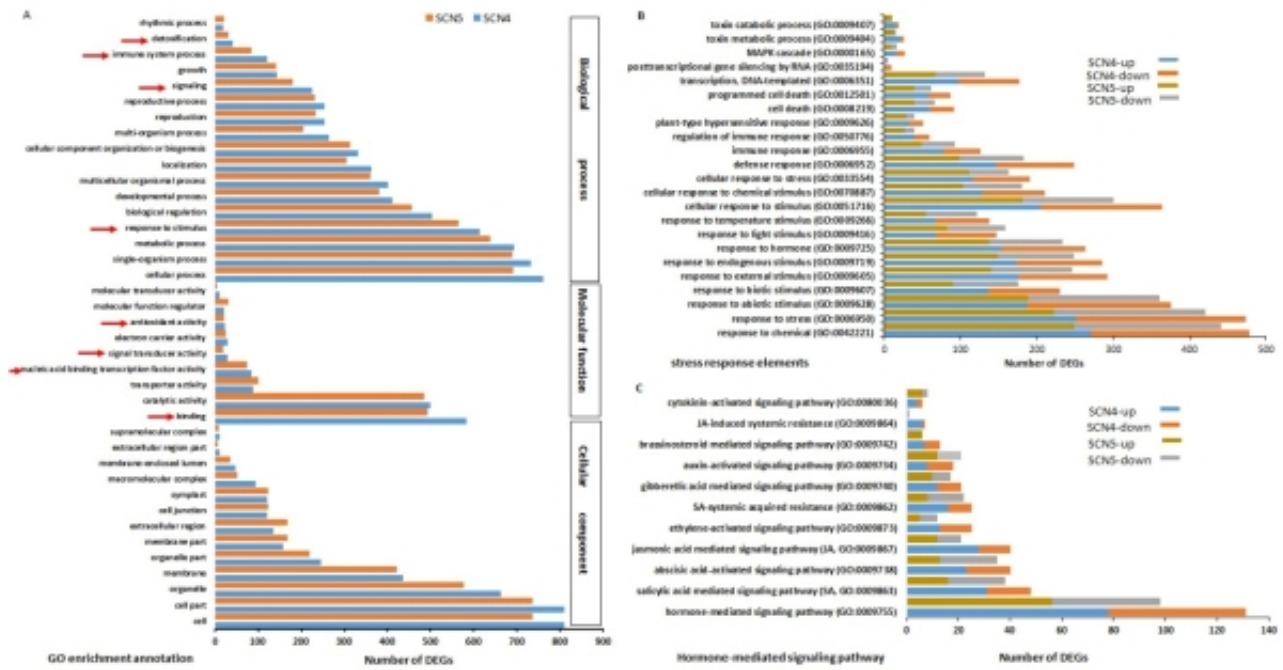 A
SCN5 SCN4
rhythmic process
detoxification
immune system process
growth
signaling
reproductive process
reproduction
multi-organism process
cellular component organization or biogenesis
localization
multicellular organismal process
developmental process
biological regulation
response to stimulus
metabolic process
single-organism process
cellular process
molecular transducer activity
molecular function regulator
antioxidant activity
electron carrier activity
signal transducer activity
nucleic acid binding transcription factor activity
transporter activity
catalytic activity
binding
supramolecular complex
extracellular region part
membrane-enclosed lumen
macromolecular complex
symplast
cell junction
extracellular region
membrane part
organelle part
membrane
organelle
cell part
cell
Biological process
Molecular function
Cellular component
0 100 200 300 400 500 600 700 800 900
GO enrichment annotation
Number of DEGs
B
toxin catabolic process (GO:0009407)
toxin metabolic process (GO:0009404)
MAPK cascade (GO:0000165)
posttranscriptional gene silencing by RNA (GO:0035194)
transcription, DNA-templated (GO:0006351)
programmed cell death (GO:0012501)
cell death (GO:0008219)
plant-type hypersensitive response (GO:0009626)
regulation of immune response (GO:0050776)
immune response (GO:0006955)
defense response (GO:0006952)
cellular response to stress (GO:0033554)
cellular response to chemical stimulus (GO:0070887)
cellular response to stimulus (GO:0051716)
response to temperature stimulus (GO:0009266)
response to light stimulus (GO:0009416)
response to hormone (GO:0009725)
response to endogenous stimulus (GO:0009719)
response to external stimulus (GO:0009605)
response to biotic stimulus (GO:0009607)
response to abiotic stimulus (GO:0009628)
response to stress (GO:0006950)
response to chemical (GO:0042221)
SCN4-up
SCN4-down
SCN5-up
SCN5-down
0 100 200 300 400 500
stress response elements
Number of DEGs
C
cytokinin-activated signaling pathway (GO:0080036)
JA-induced systemic resistance (GO:0009864)
brassinosteroid mediated signaling pathway (GO:0009742)
auxin-activated signaling pathway (GO:0009734)
gibberellic acid mediated signaling pathway (GO:0009740)
SA-systemic acquired resistance (GO:0009862)
ethylene-activated signaling pathway (GO:0009873)
jasmonic acid mediated signaling pathway (JA, GO:0009867)
abscisic acid-activated signaling pathway (GO:0009738)
salicylic acid mediated signaling pathway (SA, GO:0009863)
hormone-mediated signaling pathway (GO:0009755)
SCN4-up
SCN4-down
SCN5-up
SCN5-down
0 20 40 60 80 100 120 140
Hormone-mediated signaling pathway
Number of DEGs